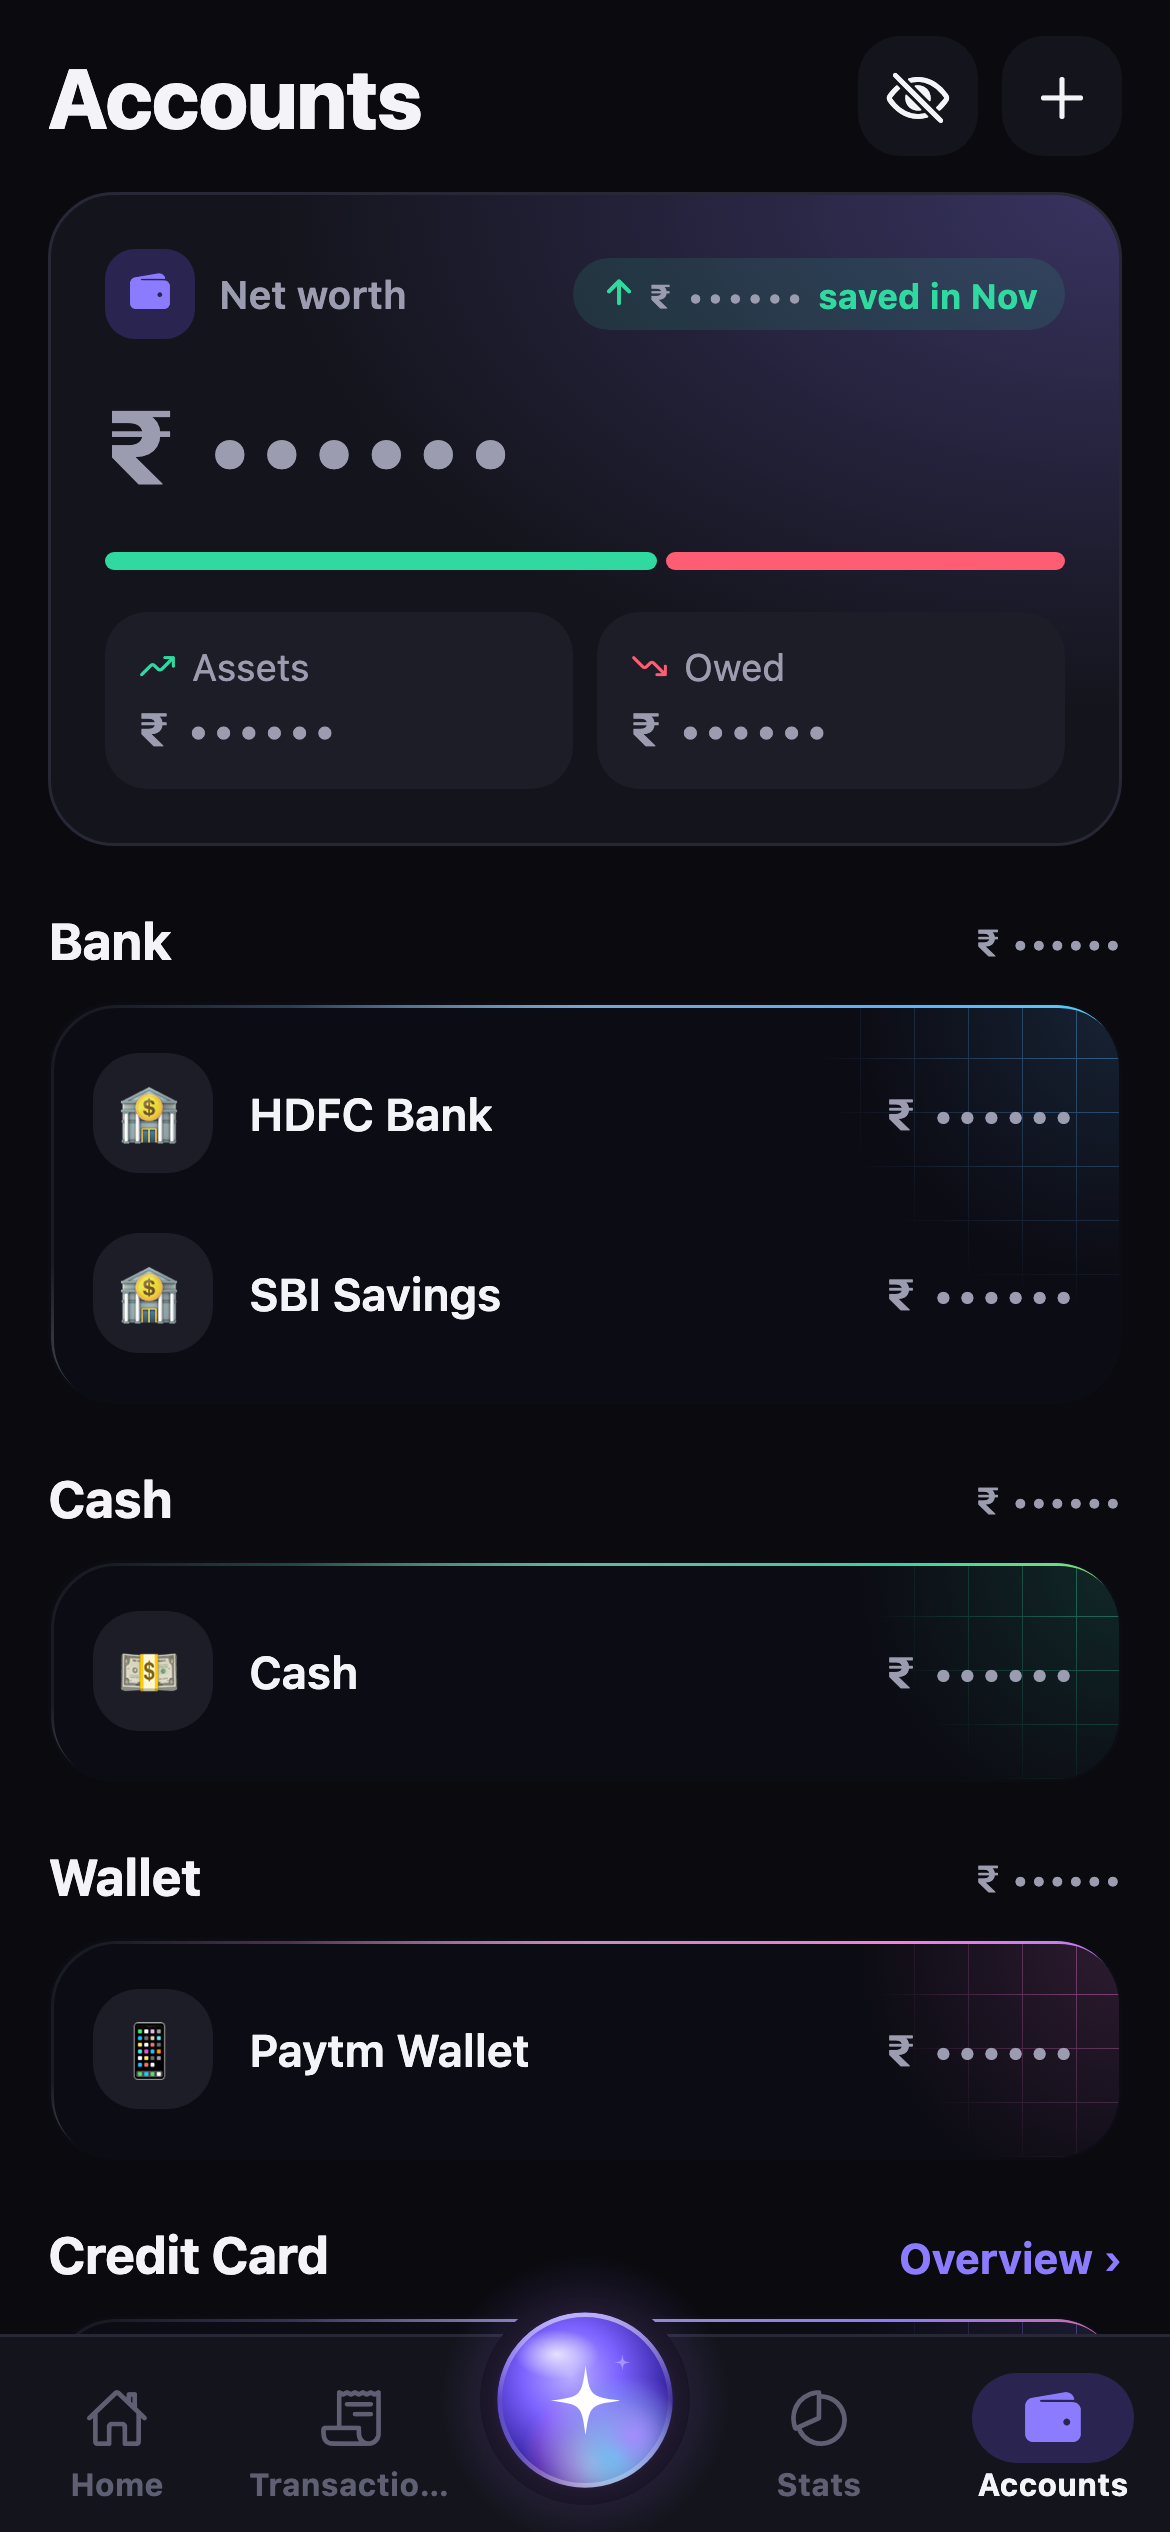 Accounts
Net worth
↑ ₹ •••••• saved in Nov
₹ ••••••
Assets
Owed
₹ ••••••
₹ ••••••
Bank
₹ ••••••
HDFC Bank
₹ ••••••
SBI Savings
₹ ••••••
Cash
₹ ••••••
Cash
₹ ••••••
Wallet
₹ ••••••
Paytm Wallet
₹ ••••••
Credit Card
Overview ›
Home
Transactio...
Stats
Accounts